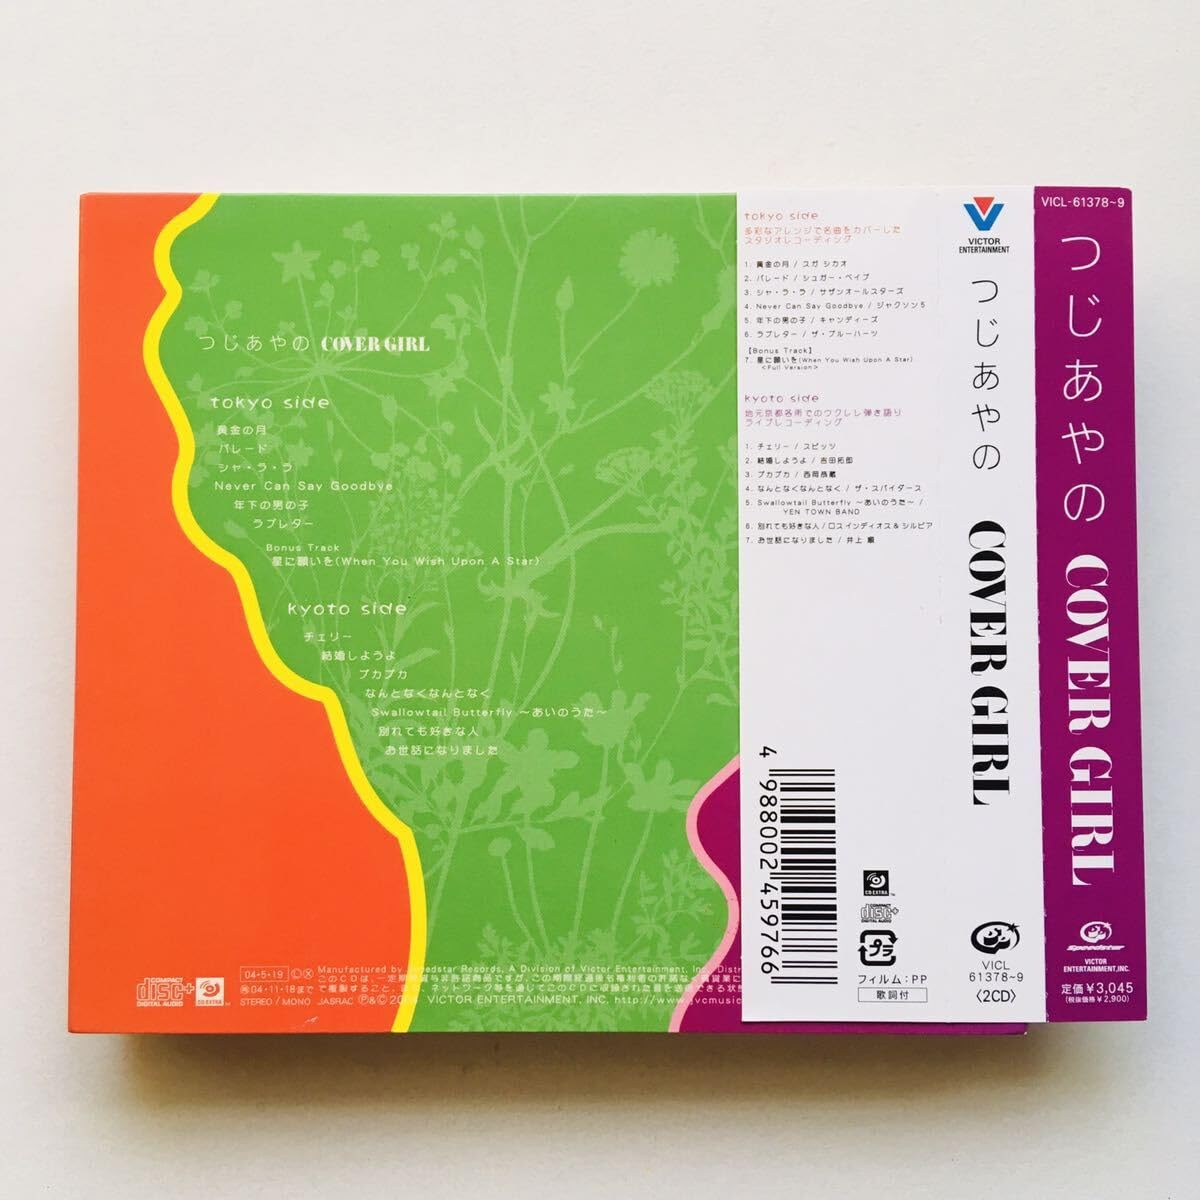 つじあやの COVER GIRL
tokyo side
黄金の月
パレード
シャ・ラ・ラ
Never Can Say Goodbye
年下の男の子
ラブレター
Bonus Track
星に願いを(When You Wish Upon A Star)
kyoto side
チェリー
結婚しようよ
プカプカ
なんとなくなんとなく
Swallowtail Butterfly 〜あいのうた〜
別れても好きな人
お世話になりました
COMPACT
disc+
DIGITAL AUDIO
CD EXTRA
04-5-19
Manufactured by Speedstar Records, A Division of Victor Entertainment, Inc. Distr
04-11-18まで
STEREO / MONO JASRAC P&C 2004 VICTOR ENTERTAINMENT, INC. http://www.jvcmusic
tokyo side
多彩なアレンジで名曲をカバーした
スタジオレコーディング
1. 黄金の月 / スガ シカオ
2. パレード / シュガー・ベイブ
3. シャ・ラ・ラ / サザンオールスターズ
4. Never Can Say Goodbye / ジャクソン5
5. 年下の男の子 / キャンディーズ
6. ラブレター / ザ・ブルーハーツ
【Bonus Track】
7. 星に願いを(When You Wish Upon A Star)
<Full Version>
kyoto side
地元京都各所でのウクレレ弾き語り
ライブレコーディング
1. チェリー / スピッツ
2. 結婚しようよ / 吉田拓郎
3. プカプカ / 西岡恭蔵
4. なんとなくなんとなく / ザ・スパイダース
5. Swallowtail Butterfly 〜あいのうた〜 /
YEN TOWN BAND
6. 別れても好きな人 / ロス インディオス & シルビア
7. お世話になりました / 井上 順
4 988002 459766
CD EXTRA
COMPACT
disc+
DIGITAL AUDIO
プラ
フィルム:PP
歌詞付
VICTOR
ENTERTAINMENT
つじあやの COVER GIRL
VICL
61378~9
〈2CD〉
VICL-61378~9
つじあやの COVER GIRL
Speedstar
VICTOR
ENTERTAINMENT, INC.
定価¥3,045
(税抜価格¥2,900)